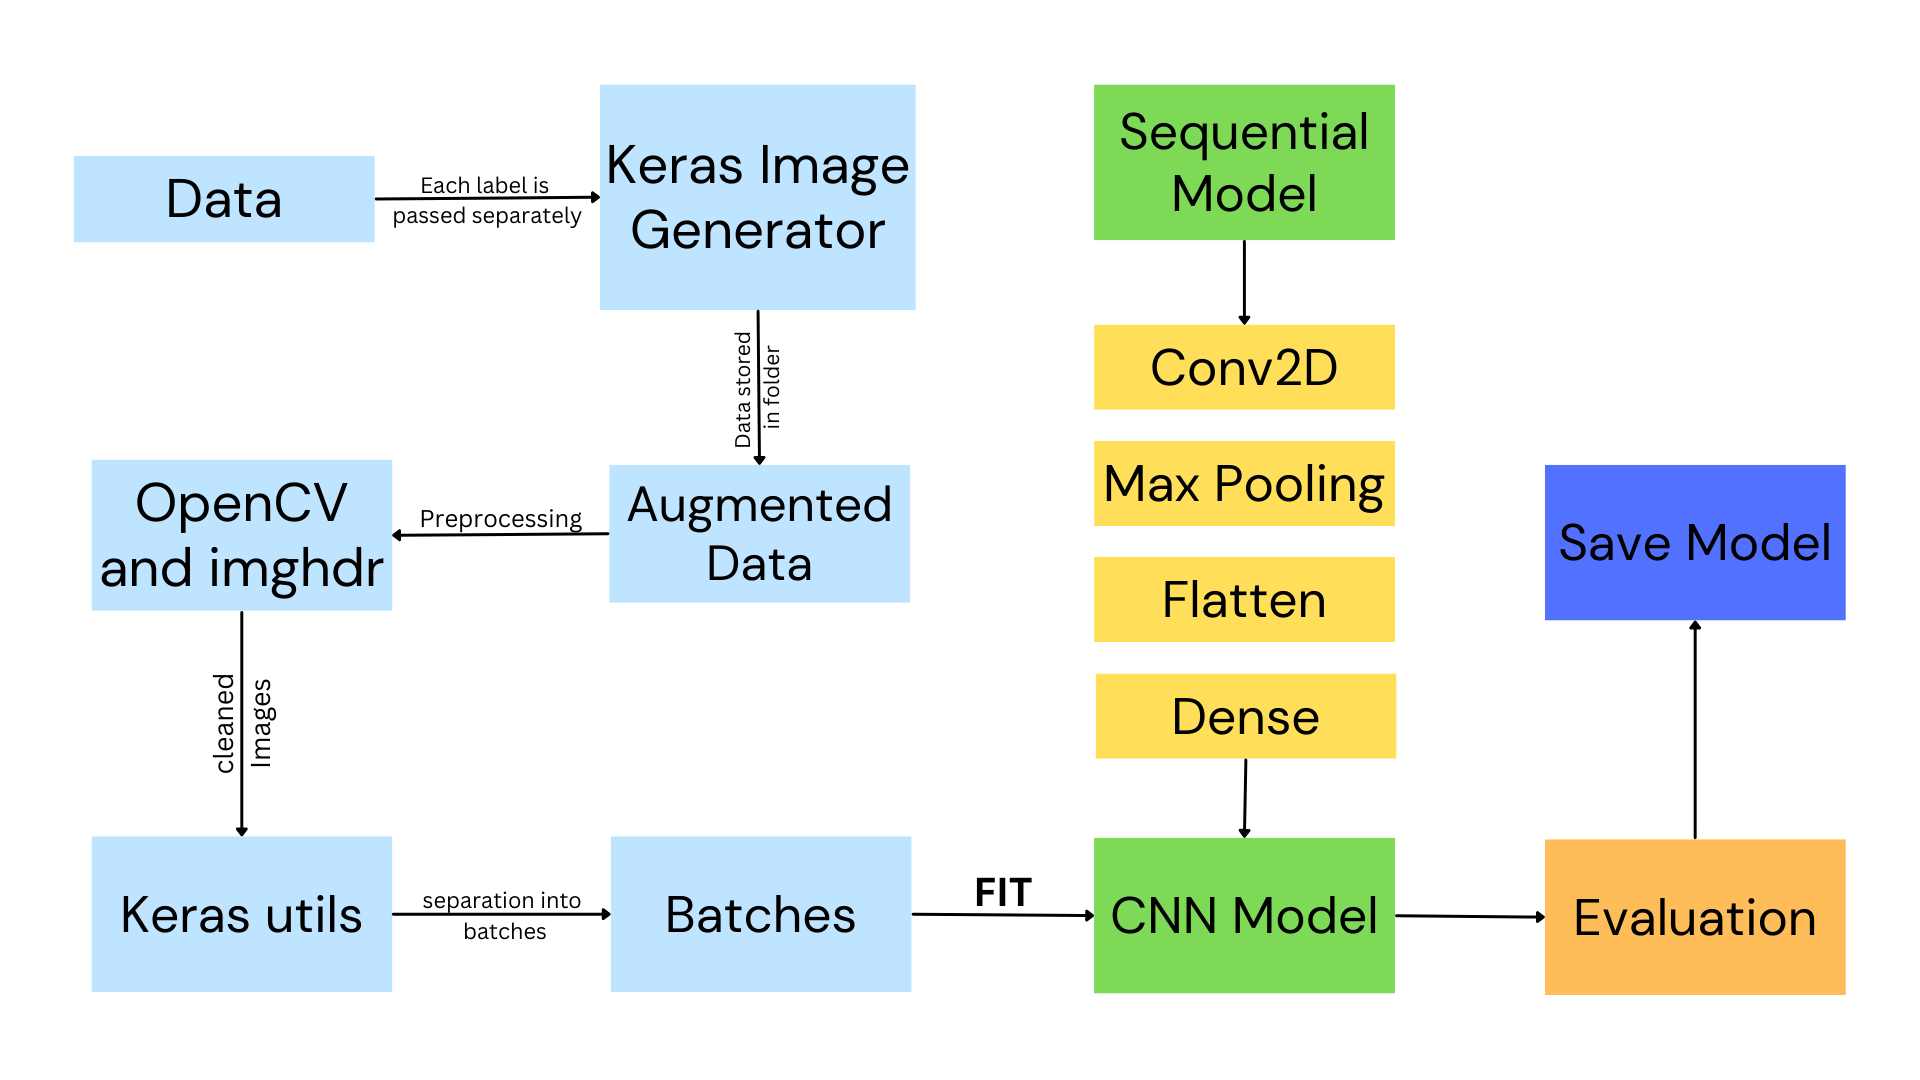 Data
Each label is
passed separately
Keras Image
Generator
Data stored
in folder
Augmented
Data
Preprocessing
OpenCV
and imghdr
cleaned
Images
Keras utils
separation into
batches
Batches
FIT
Sequential
Model
Conv2D
Max Pooling
Flatten
Dense
CNN Model
Evaluation
Save Model